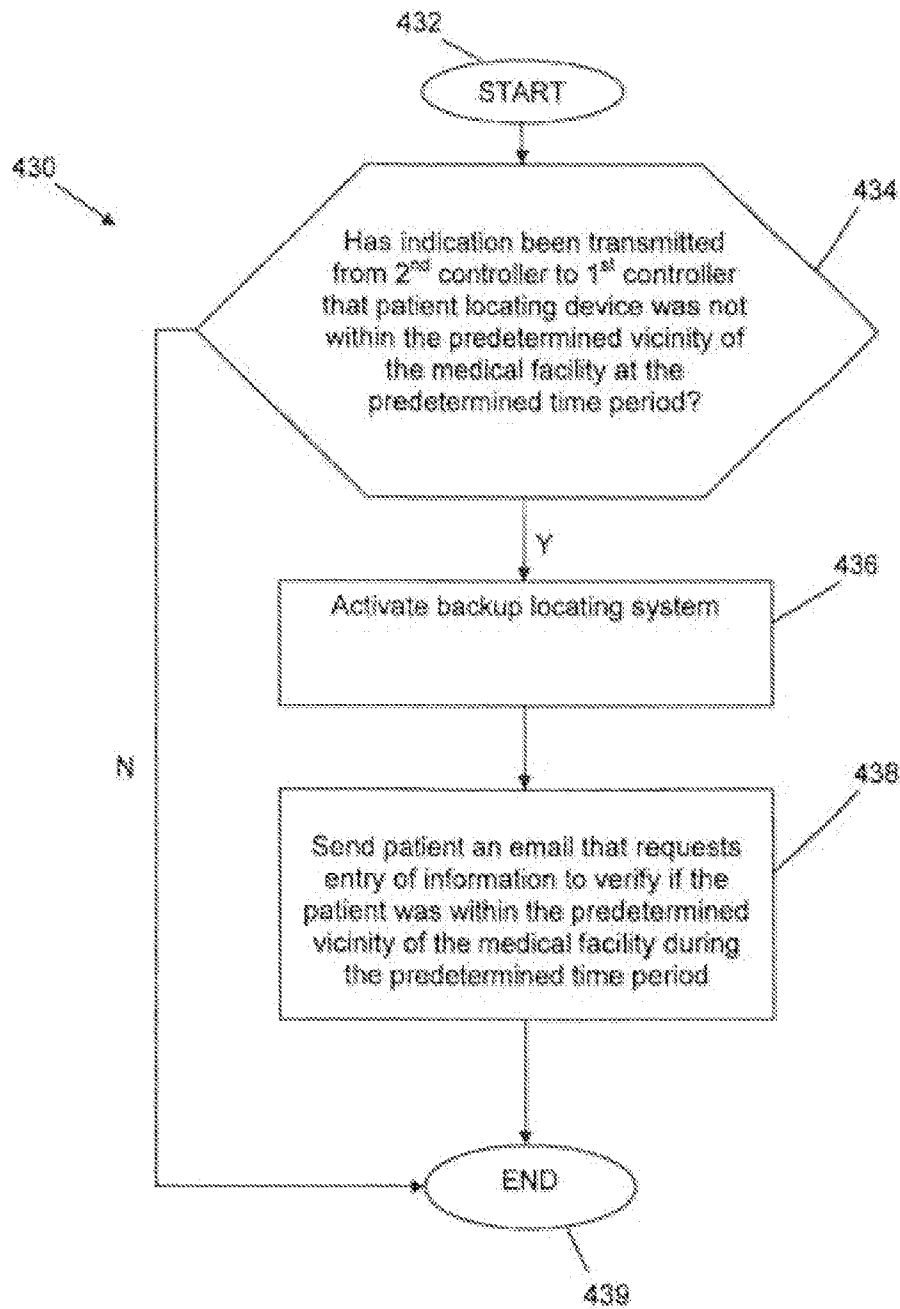 432
START
430
434
Has indication been transmitted
from 2nd controller to 1st controller
that patient locating device was not
within the predetermined vicinity of
the medical facility at the
predetermined time period?
Y
436
Activate backup locating system
N
438
Send patient an email that requests
entry of information to verify if the
patient was within the predetermined
vicinity of the medical facility during
the predetermined time period
END
439